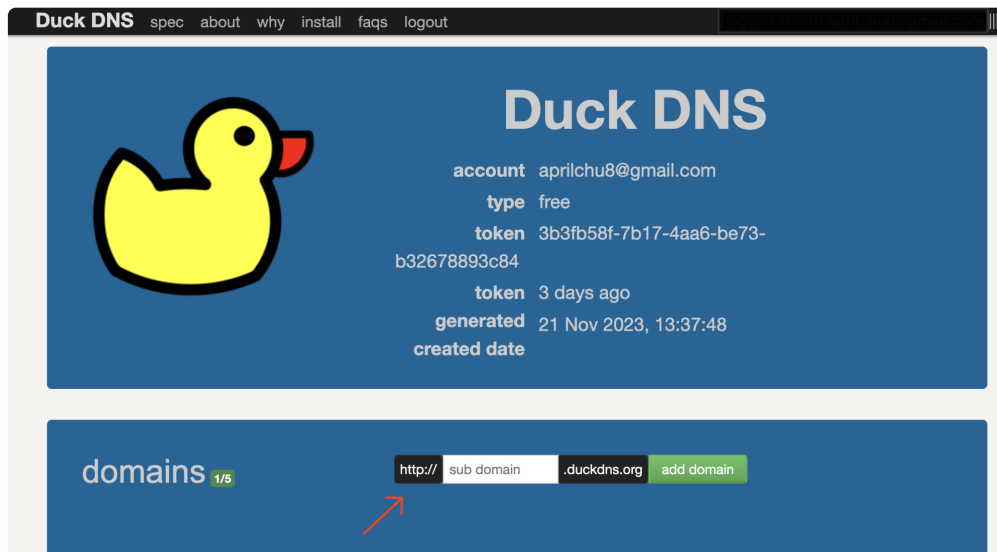 Duck DNS spec about why install faqs logout
Duck DNS
account aprilchu8@gmail.com
type free
token 3b3fb58f-7b17-4aa6-be73-
b32678893c84
token 3 days ago
generated 21 Nov 2023, 13:37:48
created date
domains 1/5 http:// sub domain .duckdns.org add domain